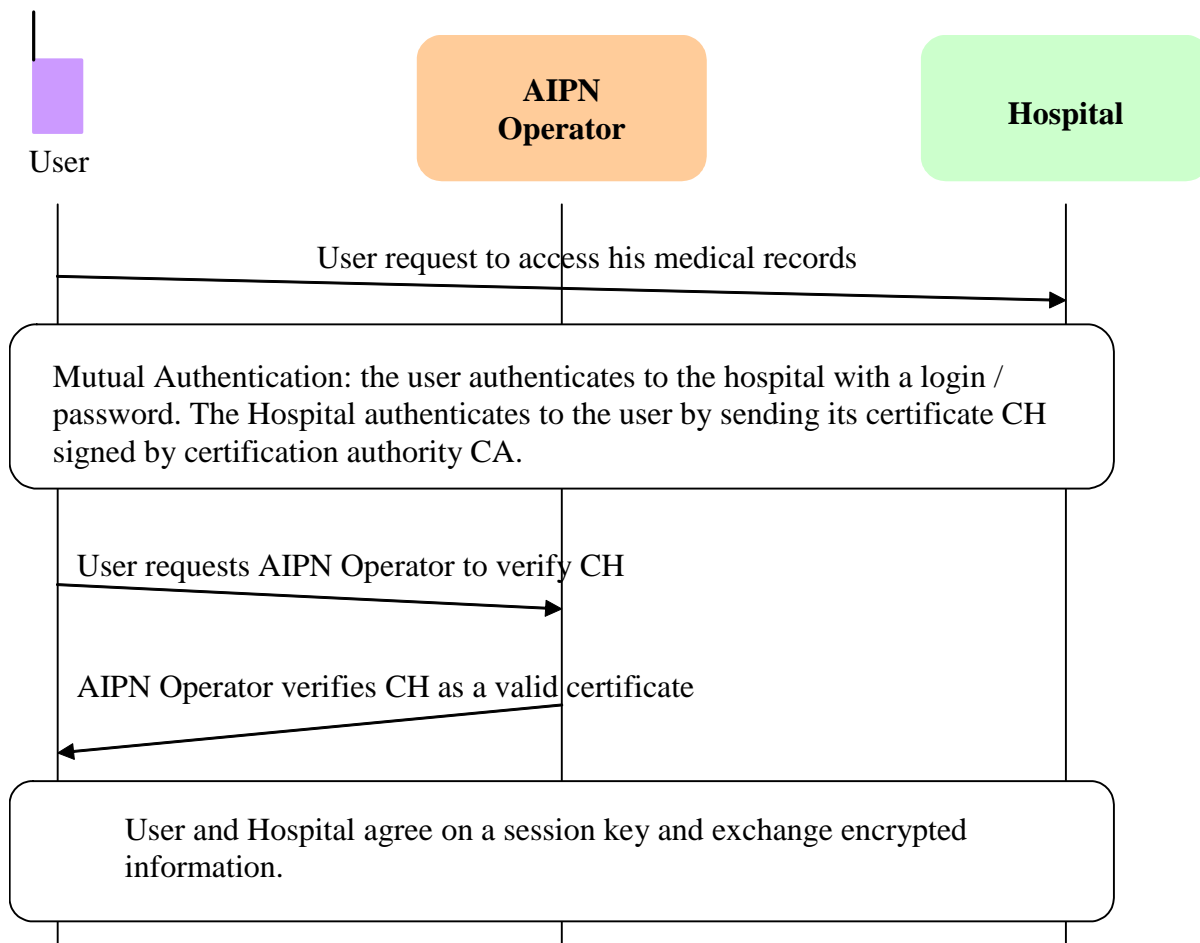 AIPN
Operator
Hospital
User
User request to access his medical records
Mutual Authentication: the user authenticates to the hospital with a login /
password. The Hospital authenticates to the user by sending its certificate CH
signed by certification authority CA.
User requests AIPN Operator to verify CH
AIPN Operator verifies CH as a valid certificate
User and Hospital agree on a session key and exchange encrypted
information.